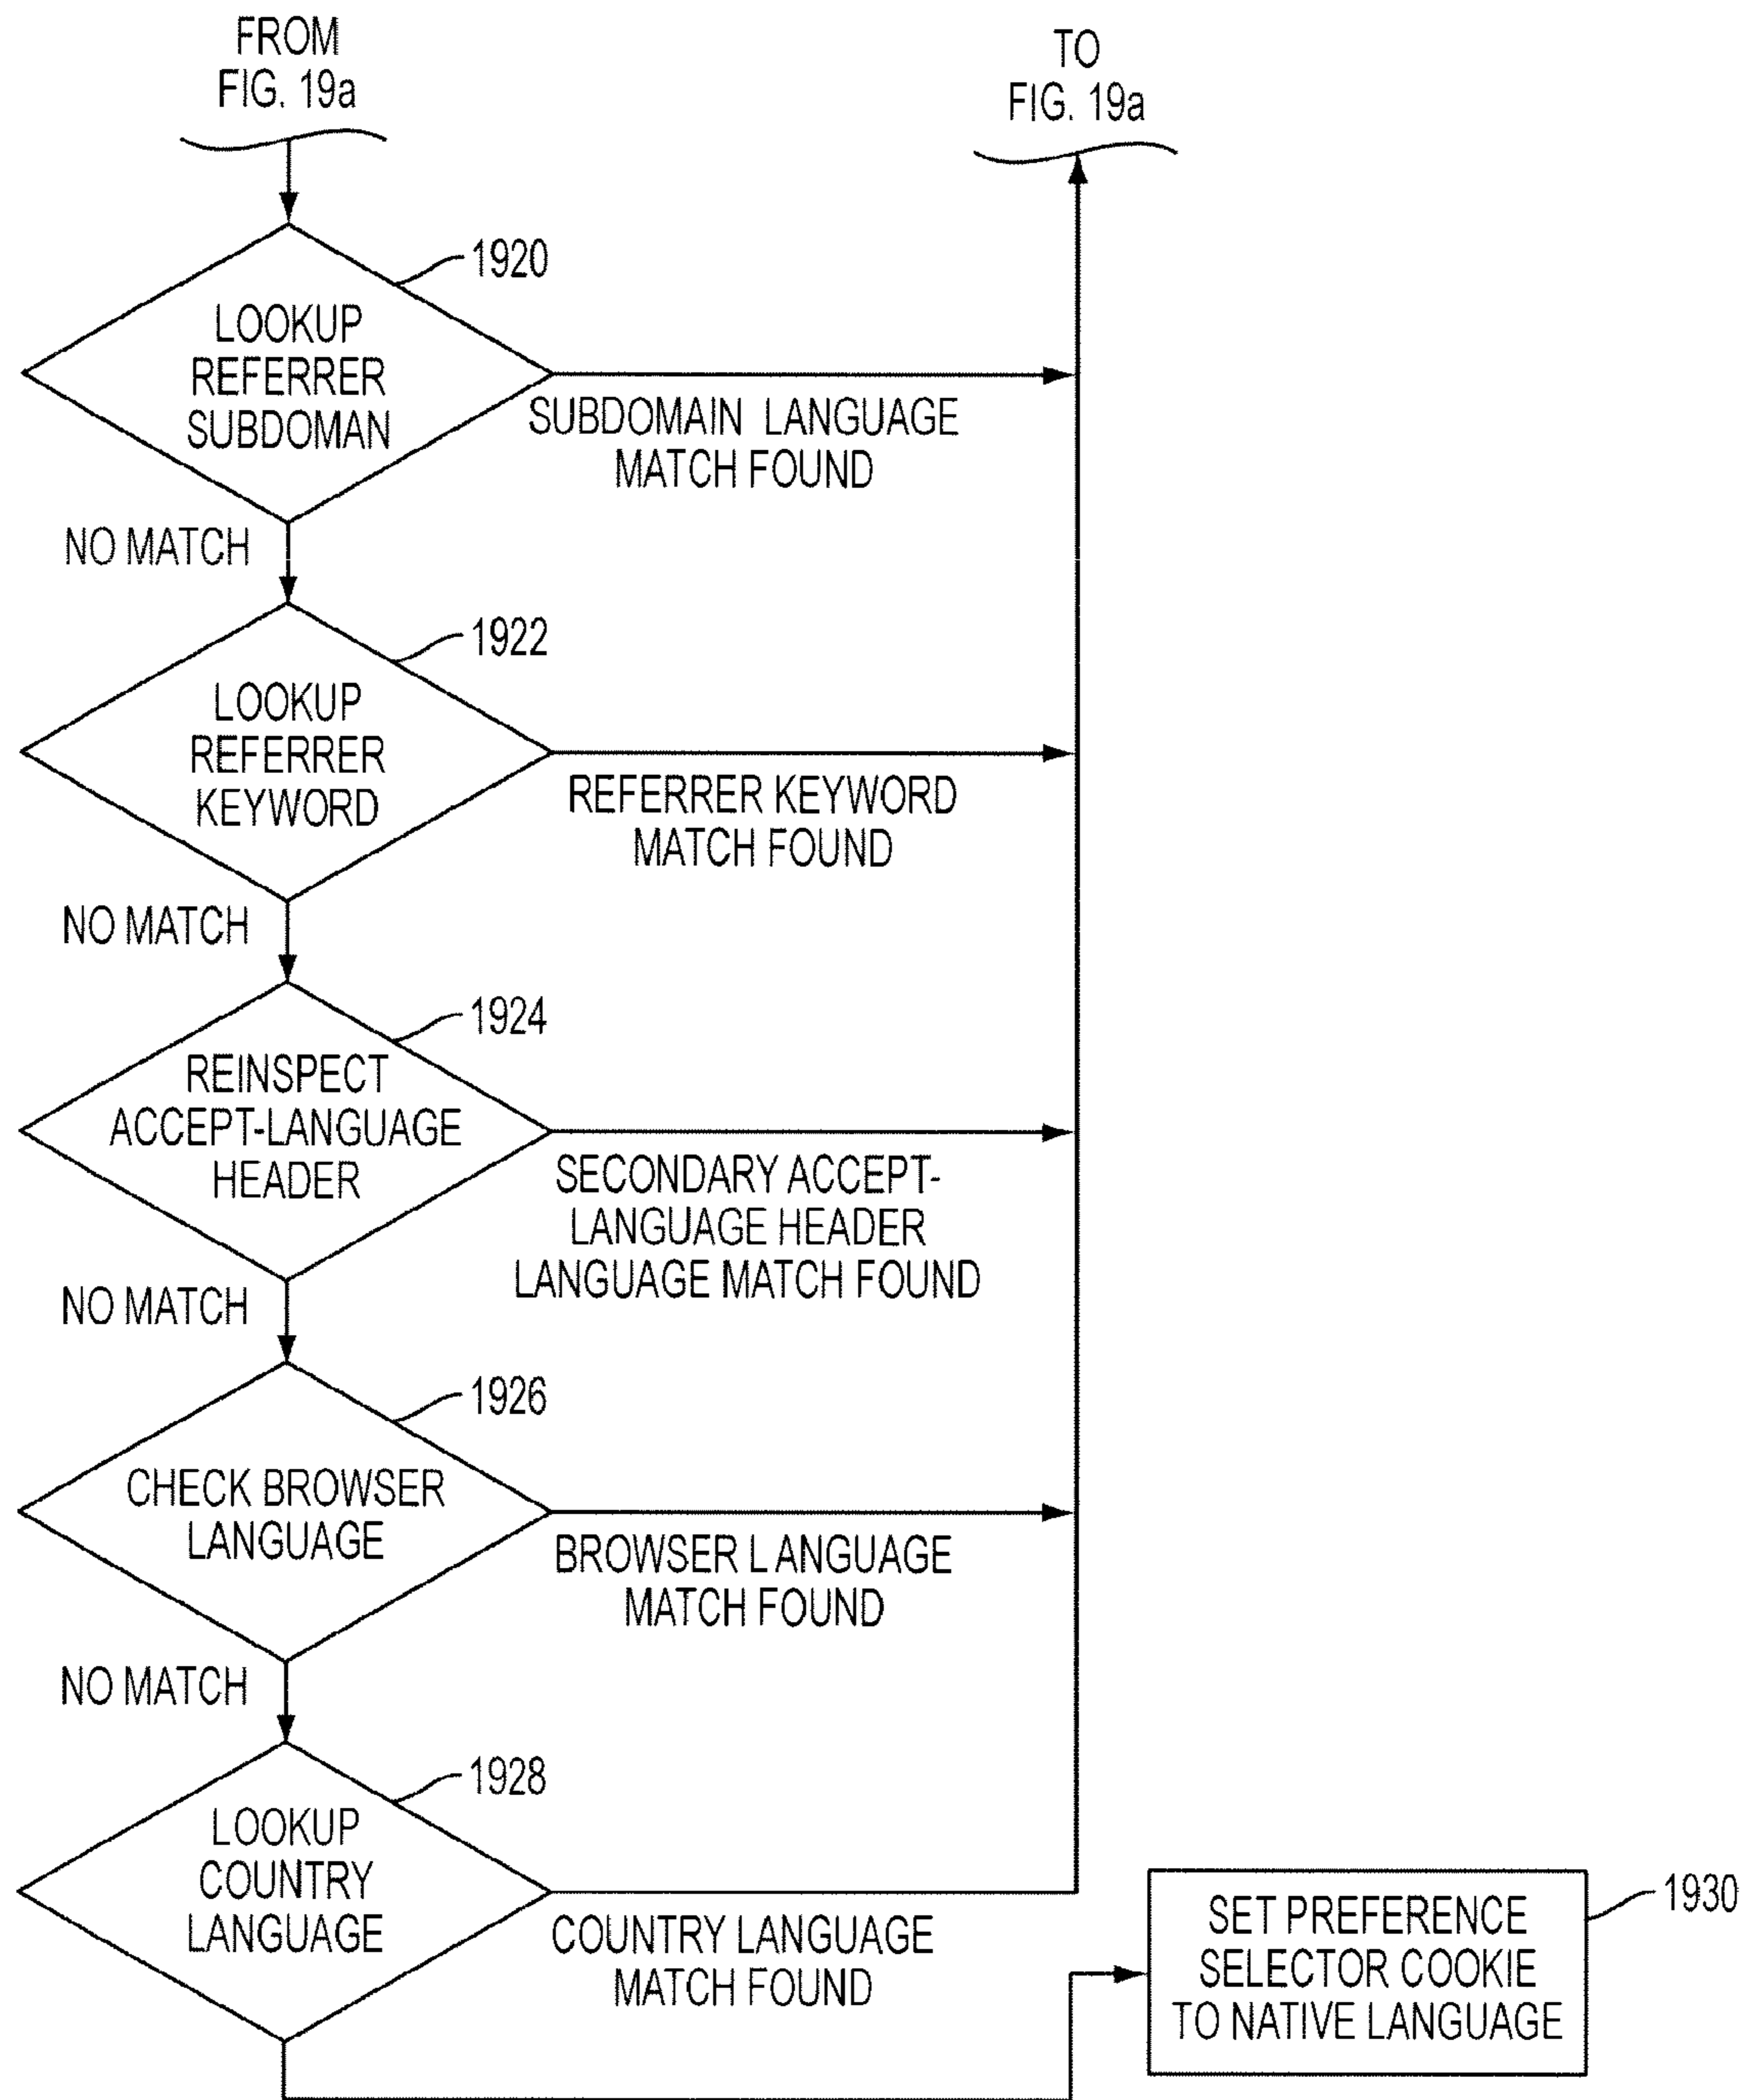 FROM
FIG. 19a
TO
FIG. 19a
1920
LOOKUP
REFERRER
SUBDOMAN
SUBDOMAIN LANGUAGE
MATCH FOUND
NO MATCH
1922
LOOKUP
REFERRER
KEYWORD
REFERRER KEYWORD
MATCH FOUND
NO MATCH
1924
REINSPECT
ACCEPT-LANGUAGE
HEADER
SECONDARY ACCEPT-
LANGUAGE HEADER
LANGUAGE MATCH FOUND
NO MATCH
1926
CHECK BROWSER
LANGUAGE
BROWSER LANGUAGE
MATCH FOUND
NO MATCH
1928
LOOKUP
COUNTRY
LANGUAGE
COUNTRY LANGUAGE
MATCH FOUND
1930
SET PREFERENCE
SELECTOR COOKIE
TO NATIVE LANGUAGE